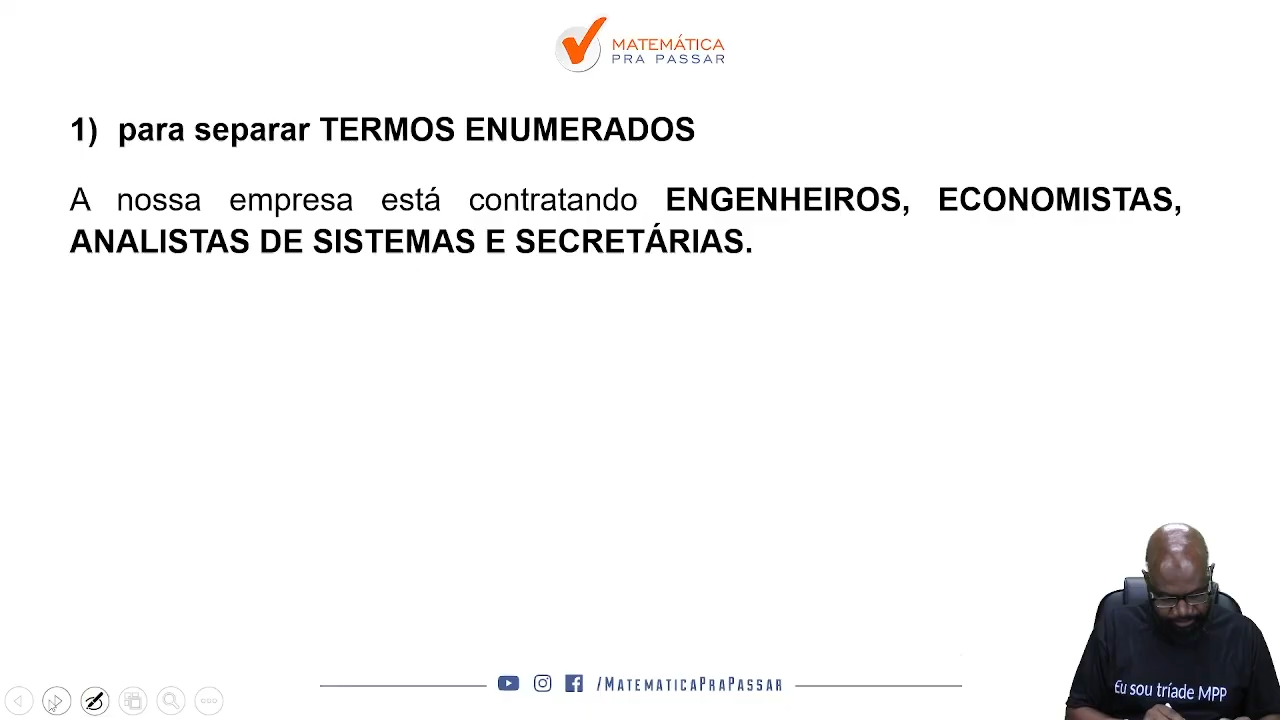 MATEMÁTICA
PRA PASSAR
1) para separar TERMOS ENUMERADOS
A nossa empresa está contratando ENGENHEIROS, ECONOMISTAS,
ANALISTAS DE SISTEMAS E SECRETÁRIAS.
/MATEMATICAPRAPASSAR
Eu sou tríade MPP